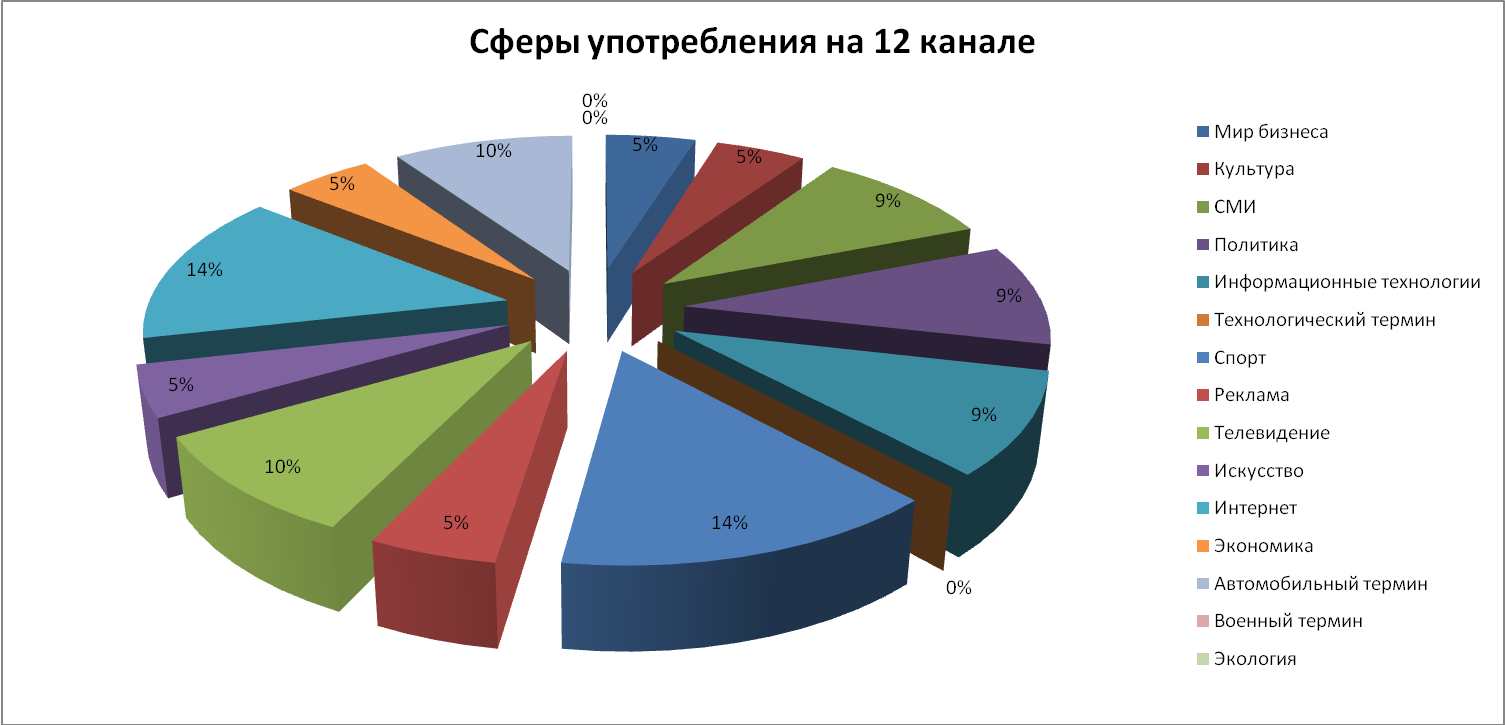 Сферы употребления на 12 канале
0%
0%
5%
5%
9%
9%
9%
0%
14%
5%
10%
5%
14%
5%
10%
Мир бизнеса
Культура
СМИ
Политика
Информационные технологии
Технологический термин
Спорт
Реклама
Телевидение
Искусство
Интернет
Экономика
Автомобильный термин
Военный термин
Экология